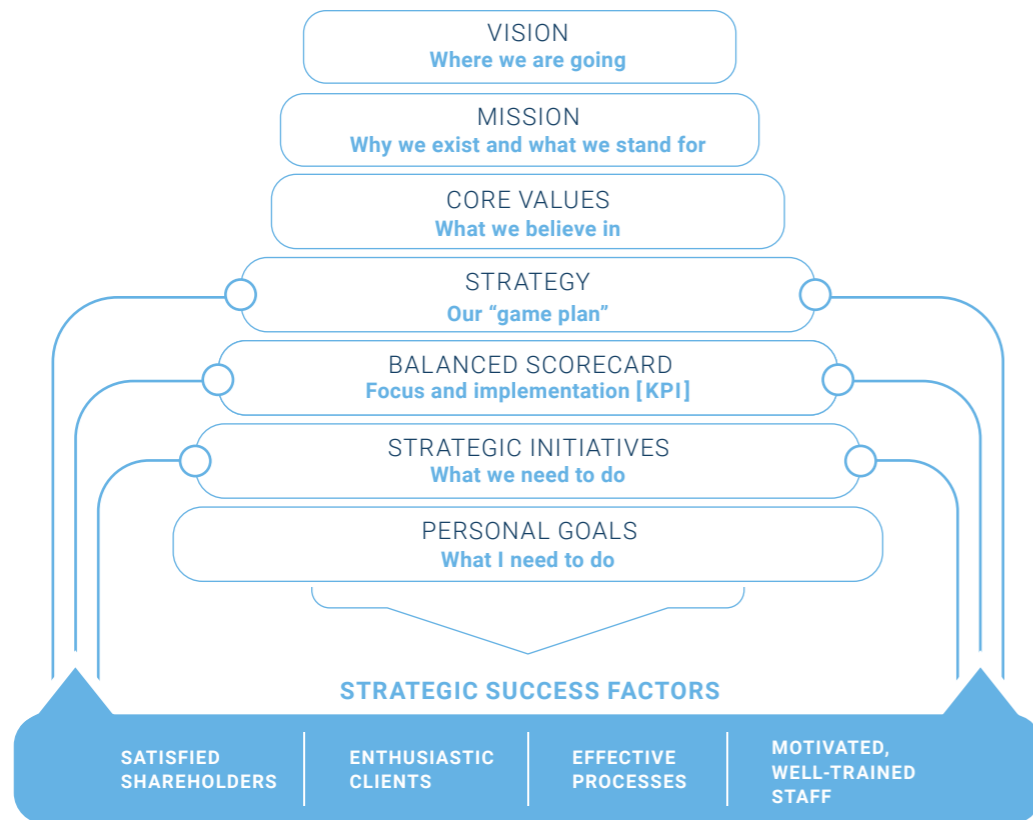 VISION
Where we are going
MISSION
Why we exist and what we stand for
CORE VALUES
What we believe in
STRATEGY
Our “game plan”
BALANCED SCORECARD
Focus and implementation [KPI]
STRATEGIC INITIATIVES
What we need to do
PERSONAL GOALS
What I need to do
STRATEGIC SUCCESS FACTORS
SATISFIED
SHAREHOLDERS
ENTHUSIASTIC
CLIENTS
EFFECTIVE
PROCESSES
MOTIVATED,
WELL-TRAINED
STAFF